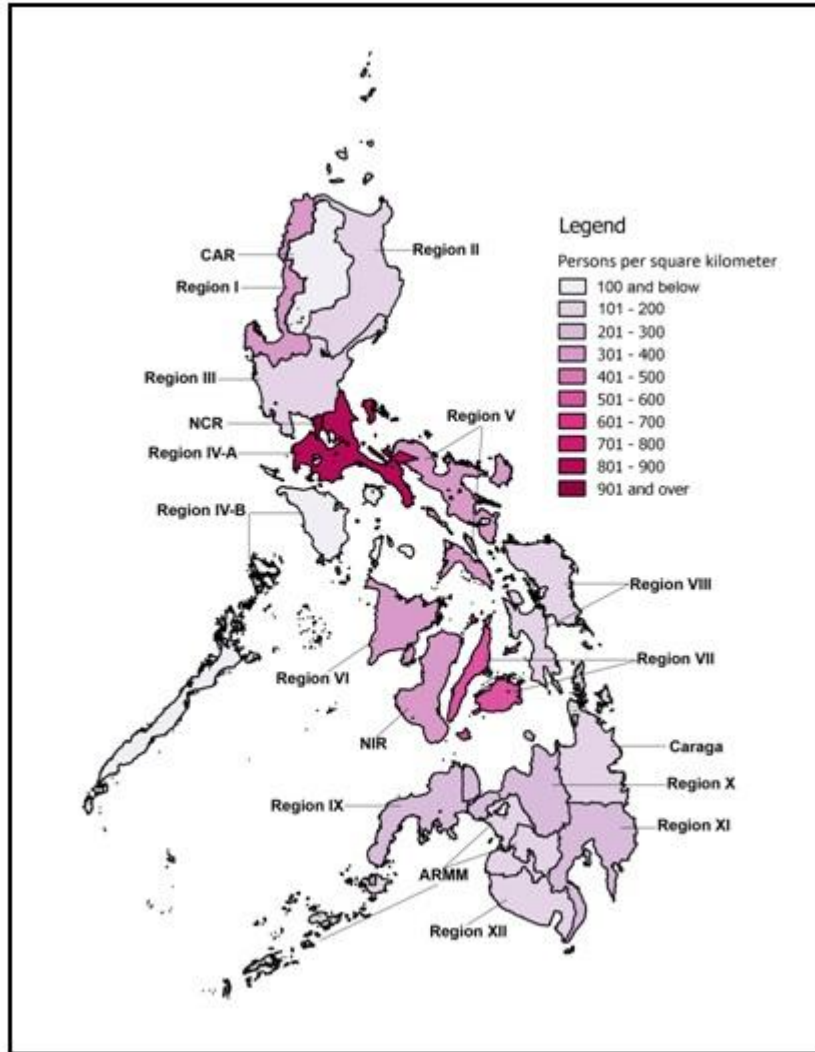 Legend
Persons per square kilometer
100 and below
101 - 200
201 - 300
301 - 400
401 - 500
501 - 600
601 - 700
701 - 800
801 - 900
901 and over
CAR
Region II
Region I
Region III
NCR
Region V
Region IV-A
Region IV-B
Region VIII
Region VI
Region VII
NIR
Caraga
Region X
Region IX
Region XI
ARMM
Region XII